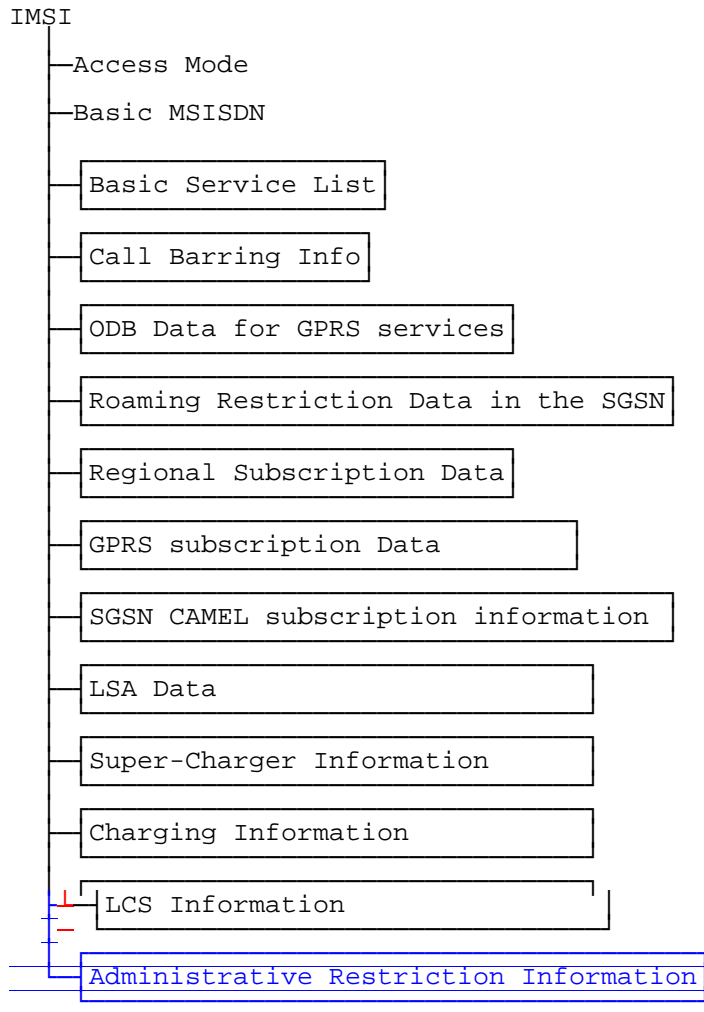 IMSI
Access Mode
Basic MSISDN
Basic Service List
Call Barring Info
ODB Data for GPRS services
Roaming Restriction Data in the SGSN
Regional Subscription Data
GPRS subscription Data
SGSN CAMEL subscription information
LSA Data
Super-Charger Information
Charging Information
LCS Information
Administrative Restriction Information